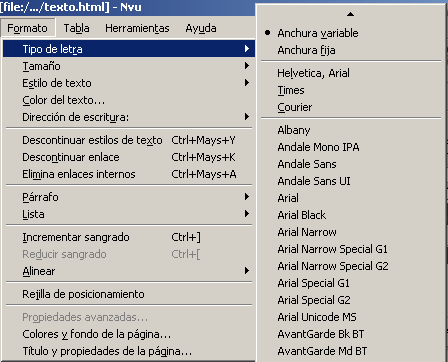 [file:/.../texto.html] - Nvu
Formato Tabla Herramientas Ayuda
Tipo de letra
Tamaño
Estilo de texto
Color del texto...
Dirección de escritura:
Descontinuar estilos de texto Ctrl+Mays+Y
Descontinuar enlace Ctrl+Mays+K
Elimina enlaces internos Ctrl+Mays+A
Párrafo
Lista
Incrementar sangrado Ctrl+]
Reducir sangrado Ctrl+[
Alinear
Rejilla de posicionamiento
Propiedades avanzadas...
Colores y fondo de la página...
Título y propiedades de la página...
Anchura variable
Anchura fija
Helvetica, Arial
Times
Courier
Albany
Andale Mono IPA
Andale Sans
Andale Sans UI
Arial
Arial Black
Arial Narrow
Arial Narrow Special G1
Arial Narrow Special G2
Arial Special G1
Arial Special G2
Arial Unicode MS
AvantGarde Bk BT
AvantGarde Md BT